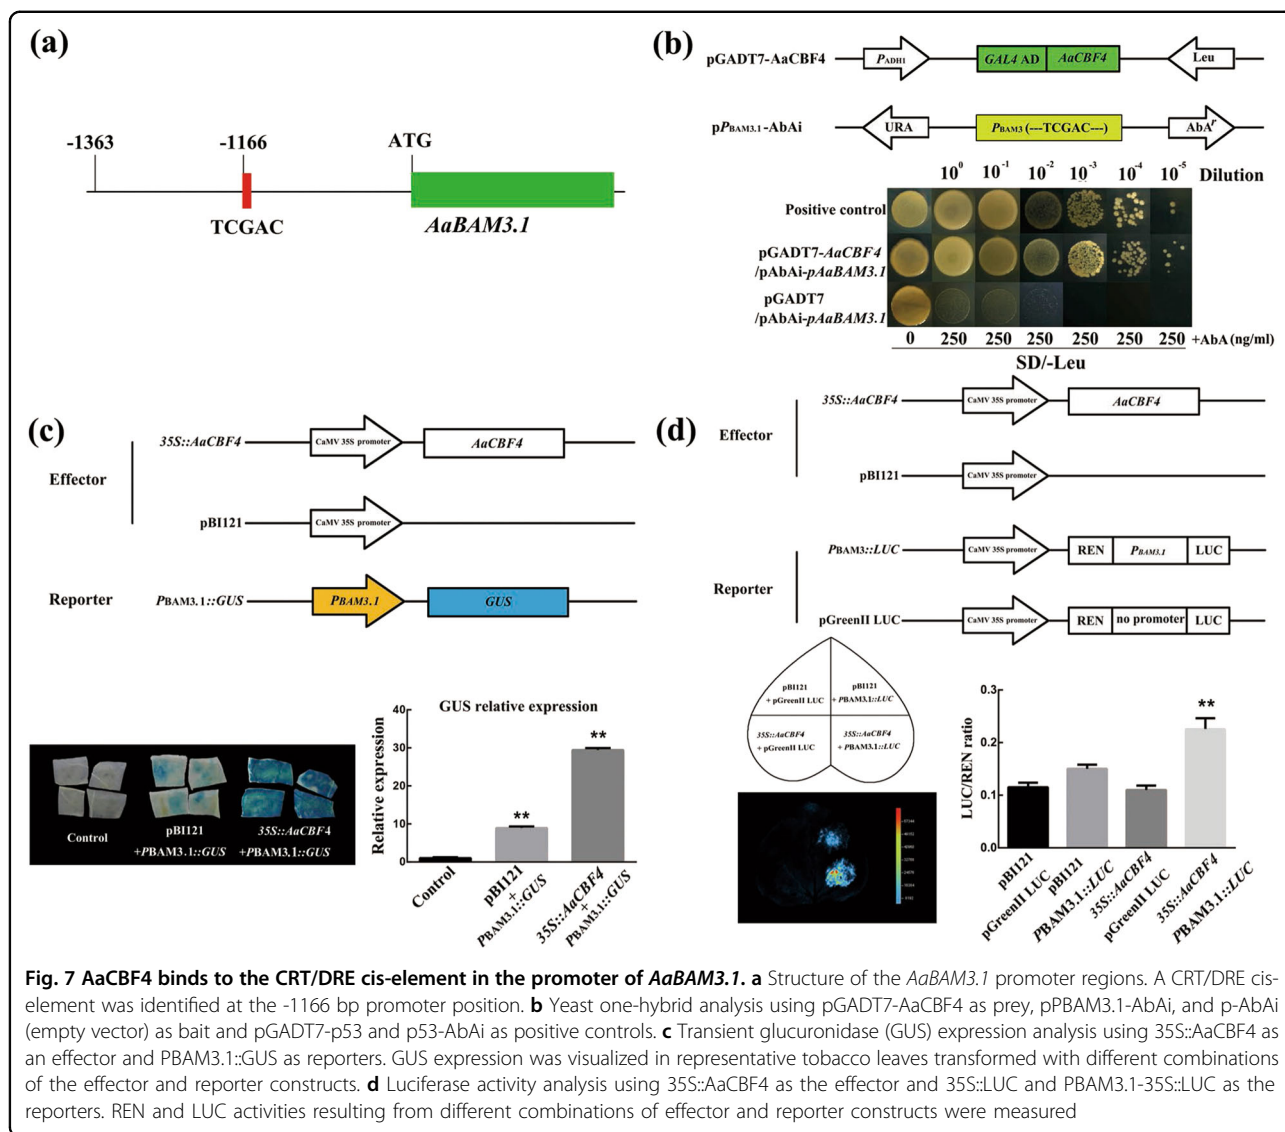 (a)
-1363
-1166
ATG
TCGAC
AaBAM3.1
(b)
pGADT7-AaCBF4
PADH1
GAL4 AD
AaCBF4
Leu
pPBAM3.1-AbAi
URA
PBAM3 (---TCGAC---)
AbAr
10^0 10^-1 10^-2 10^-3 10^-4 10^-5 Dilution
Positive control
pGADT7-AaCBF4
/pAbAi-pAaBAM3.1
pGADT7
/pAbAi-pAaBAM3.1
0 250 250 250 250 250 250 +AbA (ng/ml)
SD/-Leu
(c)
Effector
35S::AaCBF4
CaMV 35S promoter
AaCBF4
pBI121
CaMV 35S promoter
Reporter
PBAM3.1::GUS
PBAM3.1
GUS
Control
pBI121
+PBAM3.1::GUS
35S::AaCBF4
+PBAM3.1::GUS
GUS relative expression
Relative expression
40
30
20
10
0
**
**
Control
pBI121
+
PBAM3.1::GUS
35S::AaCBF4
+
PBAM3.1::GUS
(d)
Effector
35S::AaCBF4
CaMV 35S promoter
AaCBF4
pBI121
CaMV 35S promoter
Reporter
PBAM3::LUC
CaMV 35S promoter
REN
PBAM3.1
LUC
pGreenII LUC
CaMV 35S promoter
REN
no promoter
LUC
pBI121
+ pGreenII LUC
pBI121
+ PBAM3.1::LUC
35S::AaCBF4
+ pGreenII LUC
35S::AaCBF4
+ PBAM3.1::LUC
LUC/REN ratio
0.3
0.2
0.1
0.0
**
pBI121
pGreenII LUC
pBI121
PBAM3.1::LUC
35S::AaCBF4
pGreenII LUC
35S::AaCBF4
PBAM3.1::LUC
Fig. 7 AaCBF4 binds to the CRT/DRE cis-element in the promoter of AaBAM3.1. a Structure of the AaBAM3.1 promoter regions. A CRT/DRE cis-
element was identified at the -1166 bp promoter position. b Yeast one-hybrid analysis using pGADT7-AaCBF4 as prey, pPBAM3.1-AbAi, and p-AbAi
(empty vector) as bait and pGADT7-p53 and p53-AbAi as positive controls. c Transient glucuronidase (GUS) expression analysis using 35S::AaCBF4 as
an effector and PBAM3.1::GUS as reporters. GUS expression was visualized in representative tobacco leaves transformed with different combinations
of the effector and reporter constructs. d Luciferase activity analysis using 35S::AaCBF4 as the effector and 35S::LUC and PBAM3.1-35S::LUC as the
reporters. REN and LUC activities resulting from different combinations of effector and reporter constructs were measured